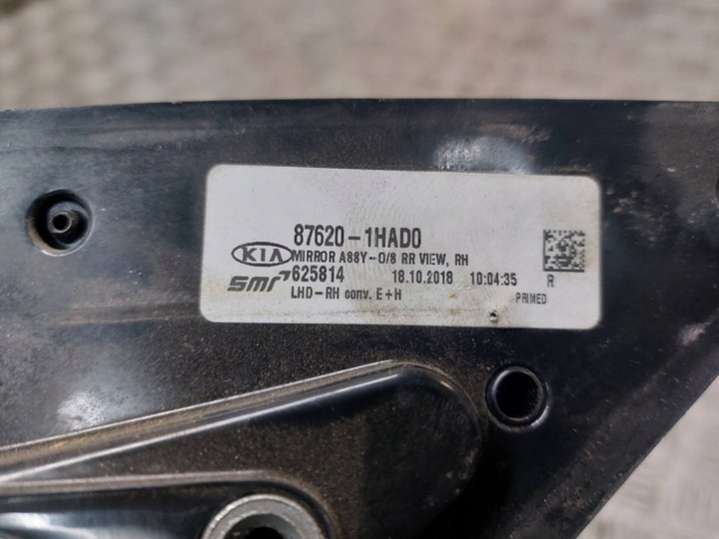 87620-1HAD0
KIA MIRROR A88Y-O/8 RR VIEW, RH
SMR 625814 18.10.2018 10:04:35 R
LHD-RH conv. E+H PRIMED